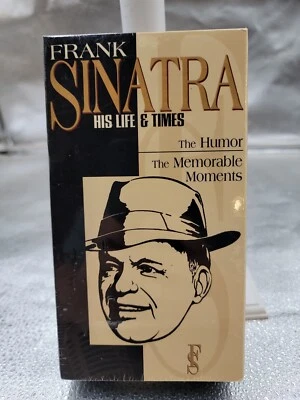 FRANK
SINATRA
HIS LIFE & TIMES
The Humor
The Memorable
Moments
FS